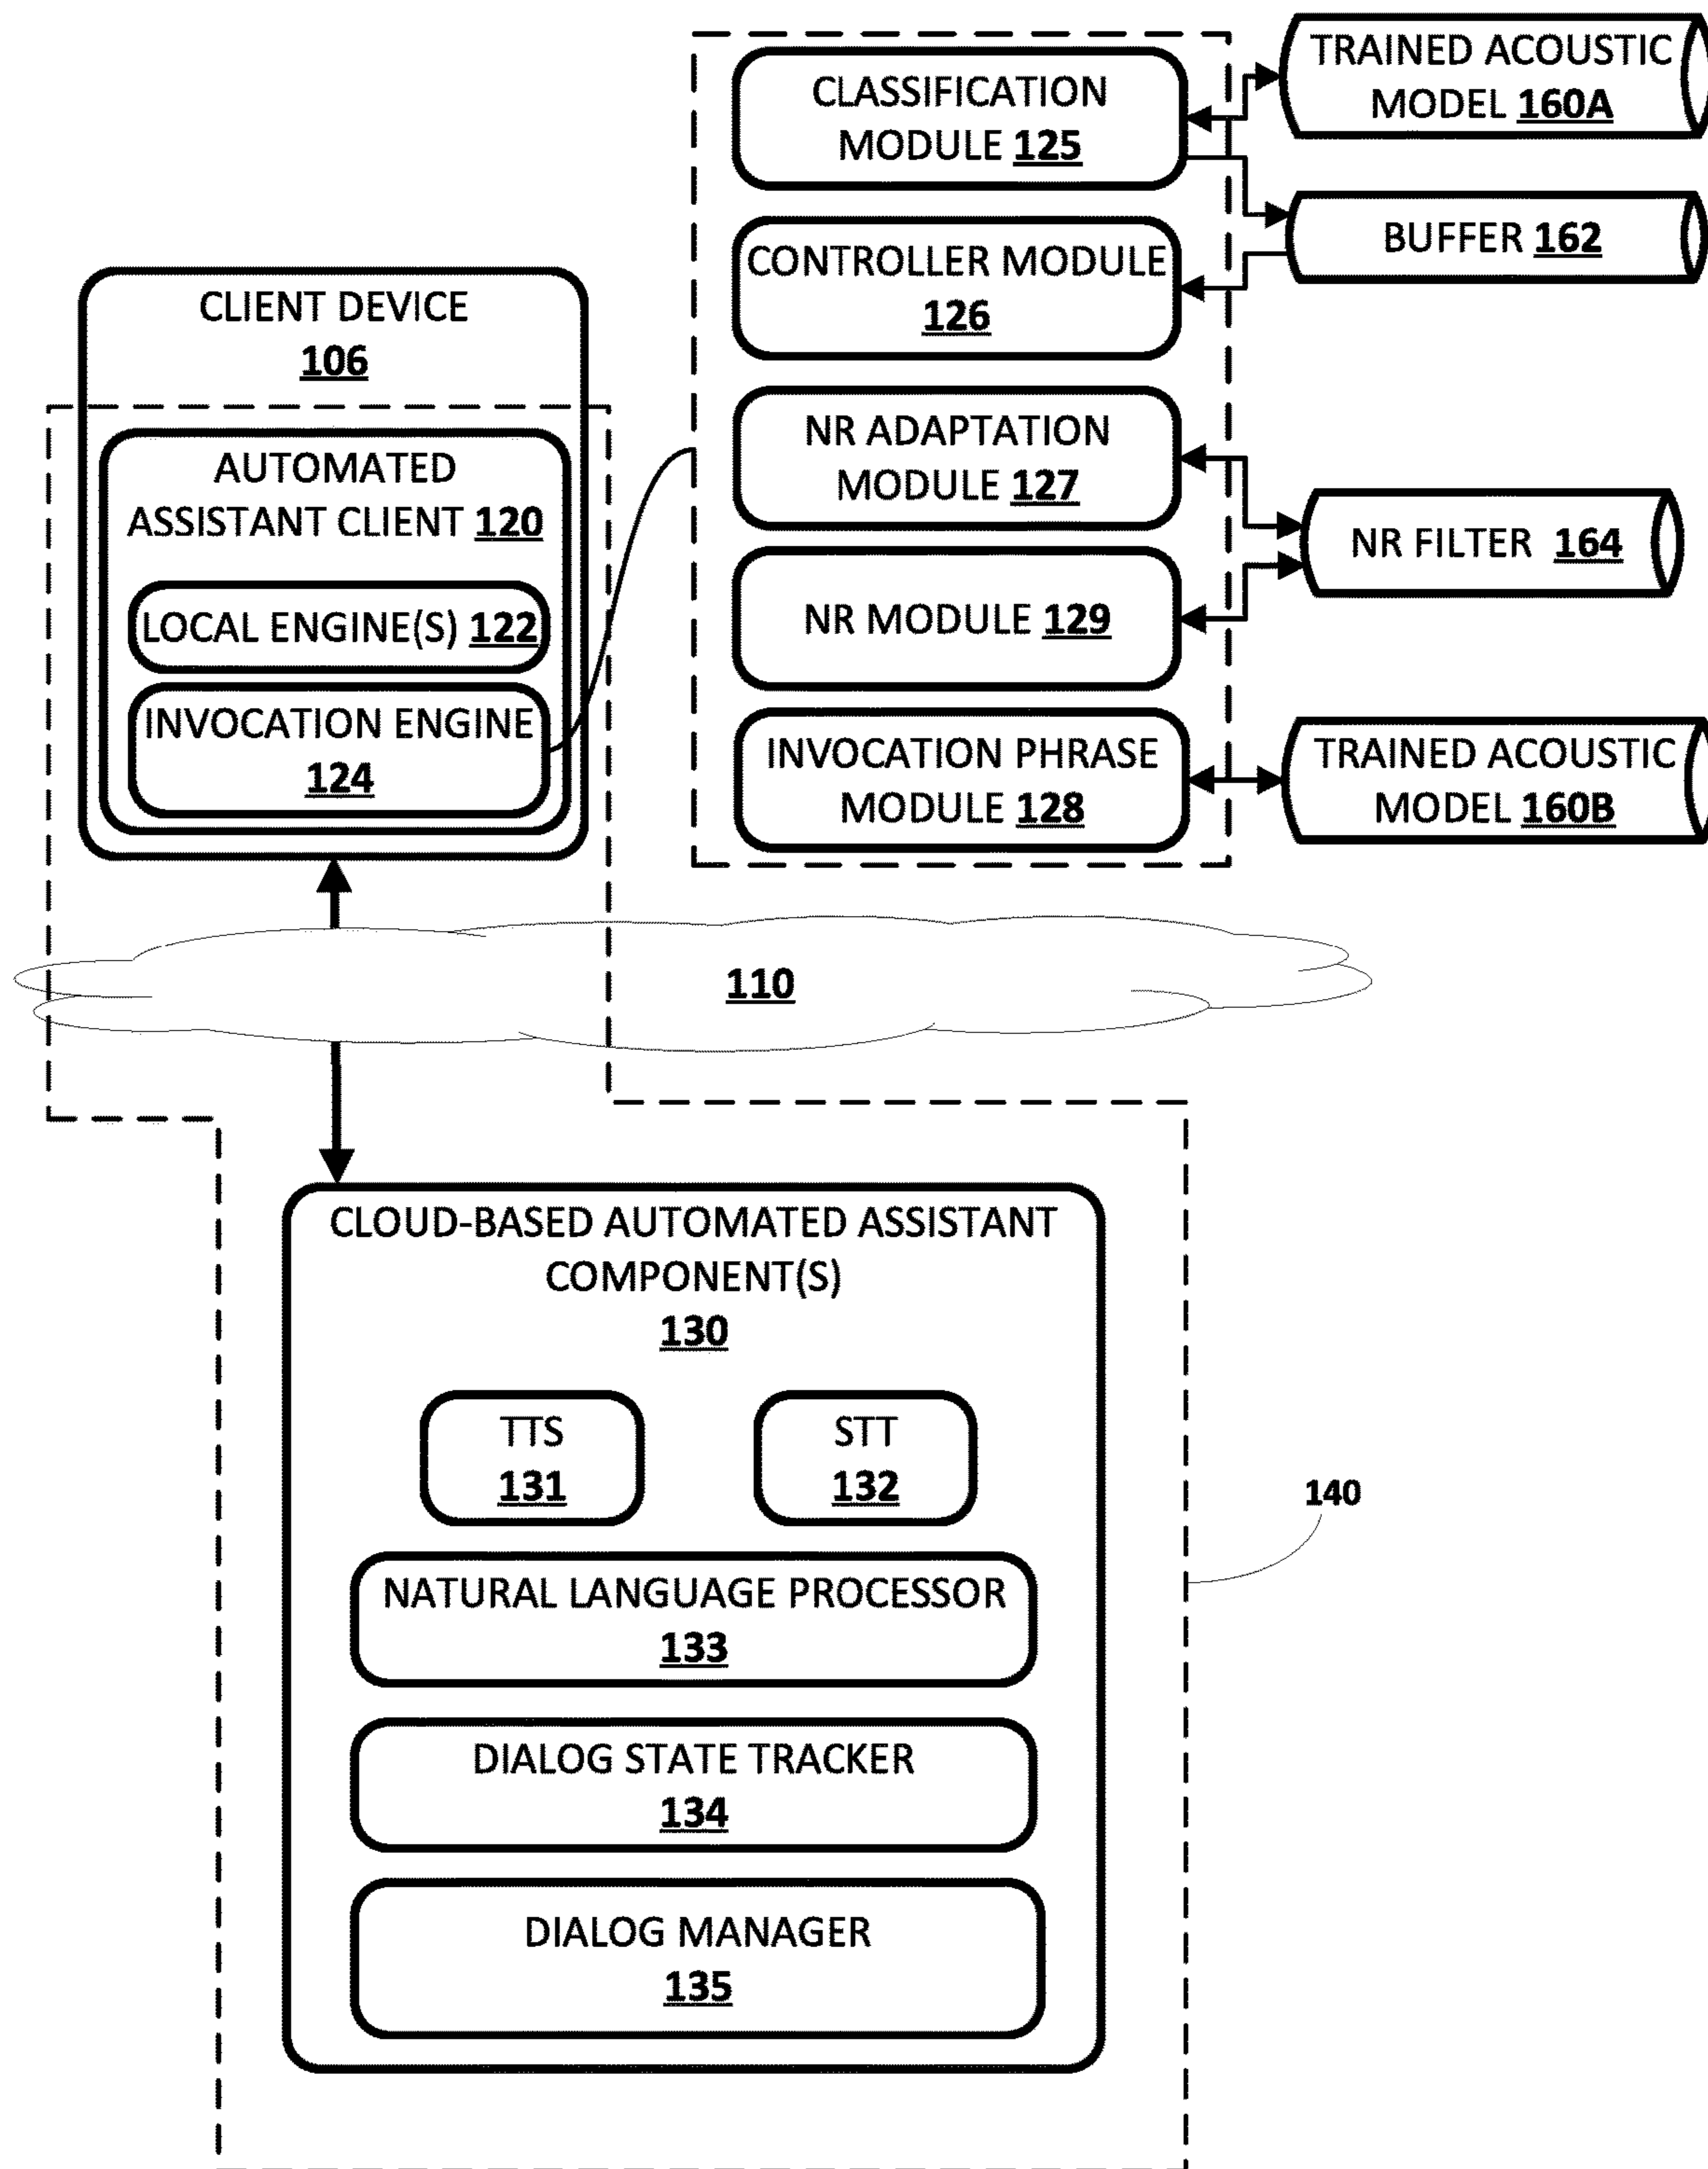 CLASSIFICATION
MODULE 125
TRAINED ACOUSTIC
MODEL 160A
BUFFER 162
CONTROLLER MODULE
126
CLIENT DEVICE
106
NR ADAPTATION
MODULE 127
AUTOMATED
ASSISTANT CLIENT 120
NR FILTER 164
LOCAL ENGINE(S) 122
NR MODULE 129
INVOCATION ENGINE
124
INVOCATION PHRASE
MODULE 128
TRAINED ACOUSTIC
MODEL 160B
110
CLOUD-BASED AUTOMATED ASSISTANT
COMPONENT(S)
130
TTS
131
STT
132
140
NATURAL LANGUAGE PROCESSOR
133
DIALOG STATE TRACKER
134
DIALOG MANAGER
135